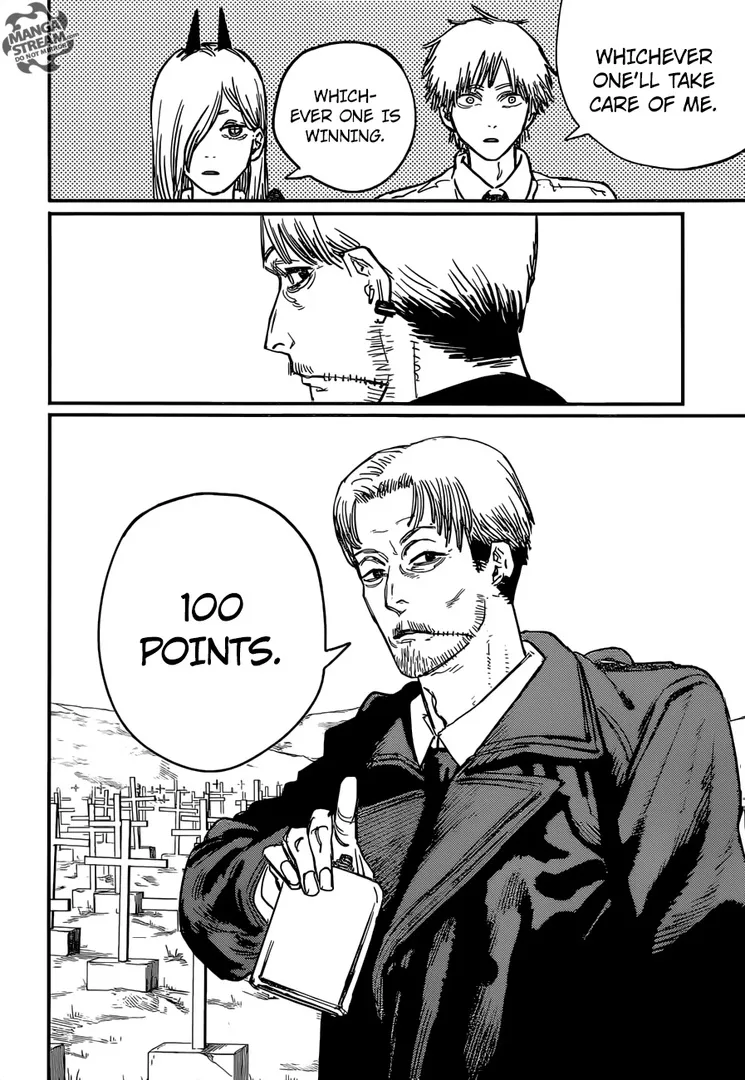 MANGA
STREAM
DO NOT MIRROR
WHICHEVER
ONE'LL TAKE
CARE OF ME.
WHICH-
EVER ONE IS
WINNING.
100
POINTS.